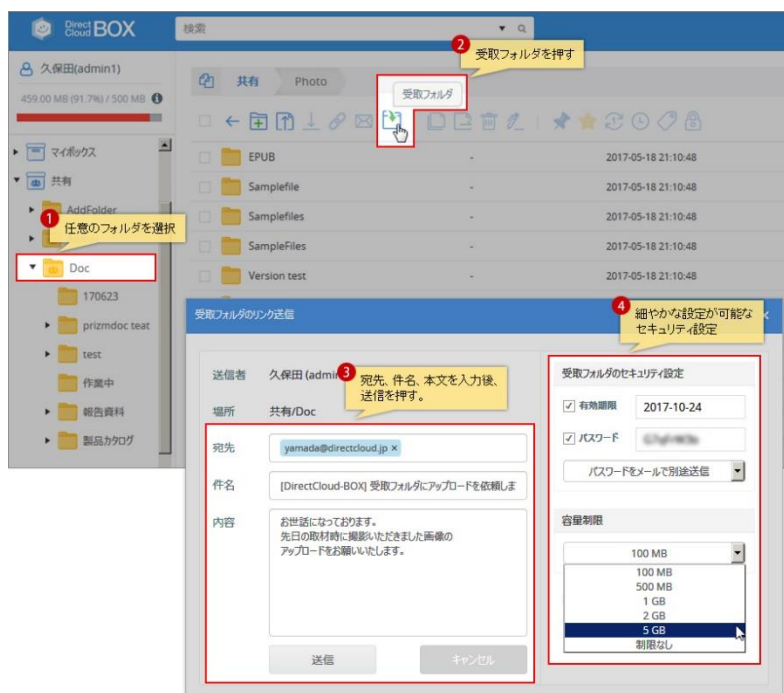 Direct Cloud BOX
検索
久保田(admin1)
459.00 MB (91.7%) / 500 MB
2 受取フォルダを押す
共有 Photo
受取フォルダ
マイボックス
共有
AddFolder
1 任意のフォルダを選択
Doc
170623
prizmdoc teat
test
作業中
報告資料
製品カタログ
EPUB - 2017-05-18 21:10:48
Samplefile - 2017-05-18 21:10:48
Samplefiles - 2017-05-18 21:10:48
SampleFiles - 2017-05-18 21:10:48
Version test - 2017-05-18 21:10:48
受取フォルダのリンク送信
4 細やかな設定が可能な
セキュリティ設定
送信者 久保田 (admin
3 宛先、件名、本文を入力後、
送信を押す。
場所 共有/Doc
宛先 yamada@directcloud.jp ×
件名 [DirectCloud-BOX] 受取フォルダにアップロードを依頼しま
内容 お世話になっております。
先日の取材時に撮影いただきました画像の
アップロードをお願いいたします。
送信 キャンセル
受取フォルダのセキュリティ設定
有効期限 2017-10-24
パスワード
パスワードをメールで別途送信
容量制限
100 MB
100 MB
500 MB
1 GB
2 GB
5 GB
制限なし